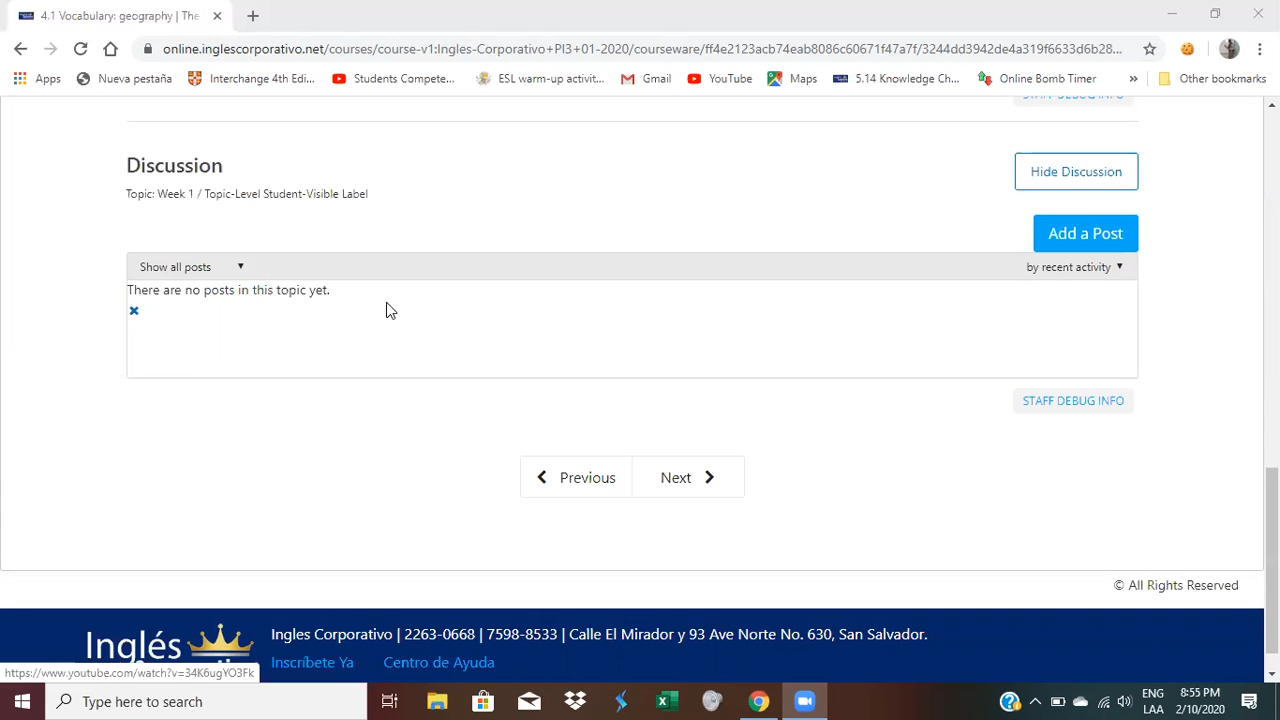 4.1 Vocabulary: geography | The
online.inglescorporativo.net/courses/course-v1:Ingles-Corporativo+PI3+01-2020/courseware/ff4e2123acb74eab8086c60671f47a7f/3244dd3942de4a319f6633d6b28...
Apps
Nueva pestaña
Interchange 4th Edi...
Students Compete...
ESL warm-up activit...
Gmail
YouTube
Maps
5.14 Knowledge Ch...
Online Bomb Timer
»
Other bookmarks
STAFF DEBUG INFO
Discussion
Hide Discussion
Topic: Week 1 / Topic-Level Student-Visible Label
Add a Post
Show all posts
by recent activity
There are no posts in this topic yet.
STAFF DEBUG INFO
Previous
Next
© All Rights Reserved
Inglés
Ingles Corporativo | 2263-0668 | 7598-8533 | Calle El Mirador y 93 Ave Norte No. 630, San Salvador.
Inscríbete Ya
Centro de Ayuda
https://www.youtube.com/watch?v=34K6ugYO3Fk
Type here to search
ENG
LAA
8:55 PM
2/10/2020